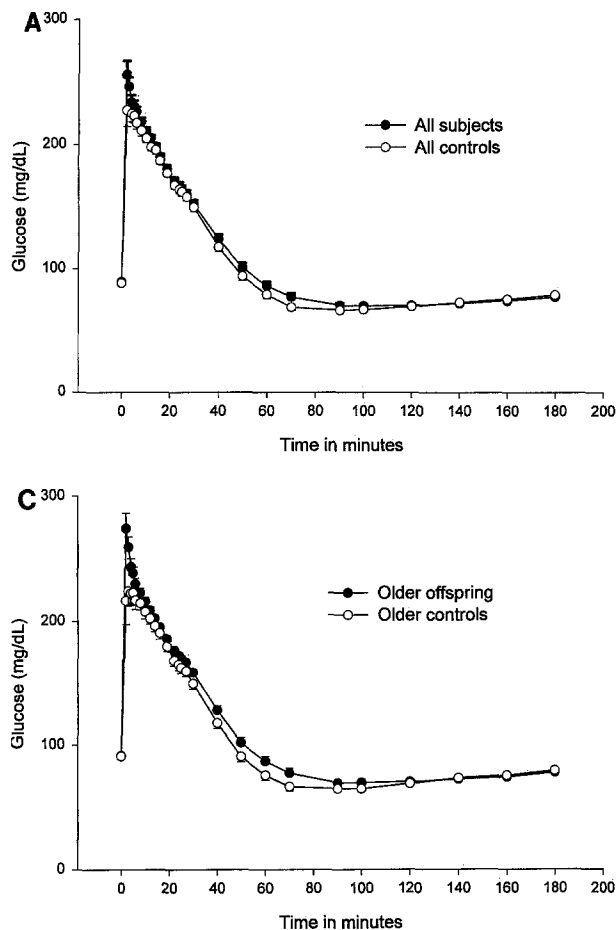 A
300
200
100
0
Glucose (mg/dL)
All subjects
All controls
0 20 40 60 80 100 120 140 160 180 200
Time in minutes
C
300
200
100
0
Glucose (mg/dL)
Older offspring
Older controls
0 20 40 60 80 100 120 140 160 180 200
Time in minutes